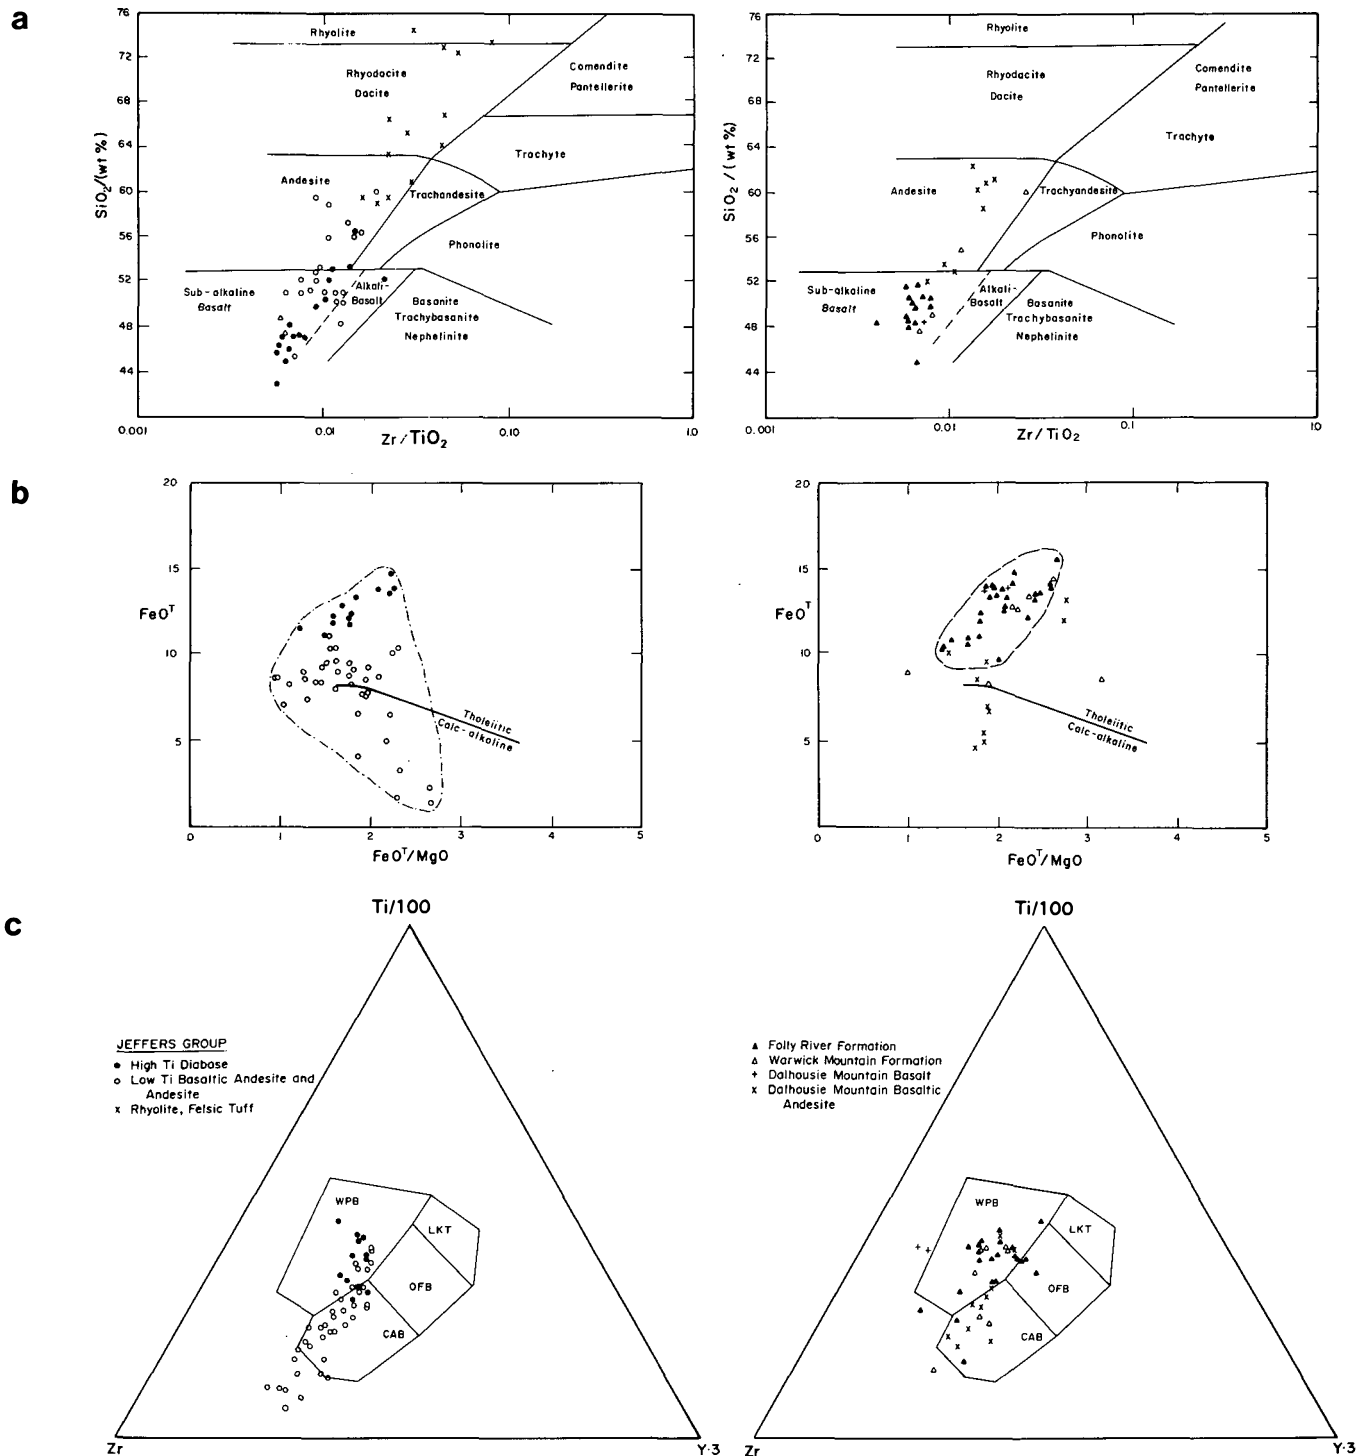 a
76
72
68
64
60
56
52
48
44
SiO2/(wt %)
Rhyolite
Rhyodacite
Dacite
Comendite
Pantellerite
Trachyte
Andesite
Trachandesite
Phonolite
Sub-alkaline
Basalt
Alkali-
Basalt
Basanite
Trachybasanite
Nephelinite
0.001
0.01
0.10
1.0
Zr/TiO2
76
72
68
64
60
56
52
48
44
SiO2/(wt %)
Rhyolite
Rhyodacite
Dacite
Comendite
Pantellerite
Trachyte
Andesite
Trachyandesite
Phonolite
Sub-alkaline
Basalt
Alkali-
Basalt
Basanite
Trachybasanite
Nephelinite
0.001
0.01
0.1
1.0
Zr/TiO2
b
20
15
FeOT
10
5
Tholeiitic
Calc-alkaline
0
1
2
3
4
5
FeOT/MgO
20
15
FeOT
10
5
Tholeiitic
Calc-alkaline
0
1
2
3
4
5
FeOT/MgO
c
Ti/100
JEFFERS GROUP
High Ti Diabase
Low Ti Basaltic Andesite and
Andesite
x Rhyolite, Felsic Tuff
WPB
LKT
OFB
CAB
Zr
Y·3
Ti/100
Folly River Formation
Warwick Mountain Formation
+ Dalhousie Mountain Basalt
x Dalhousie Mountain Basaltic
Andesite
WPB
LKT
OFB
CAB
Zr
Y·3